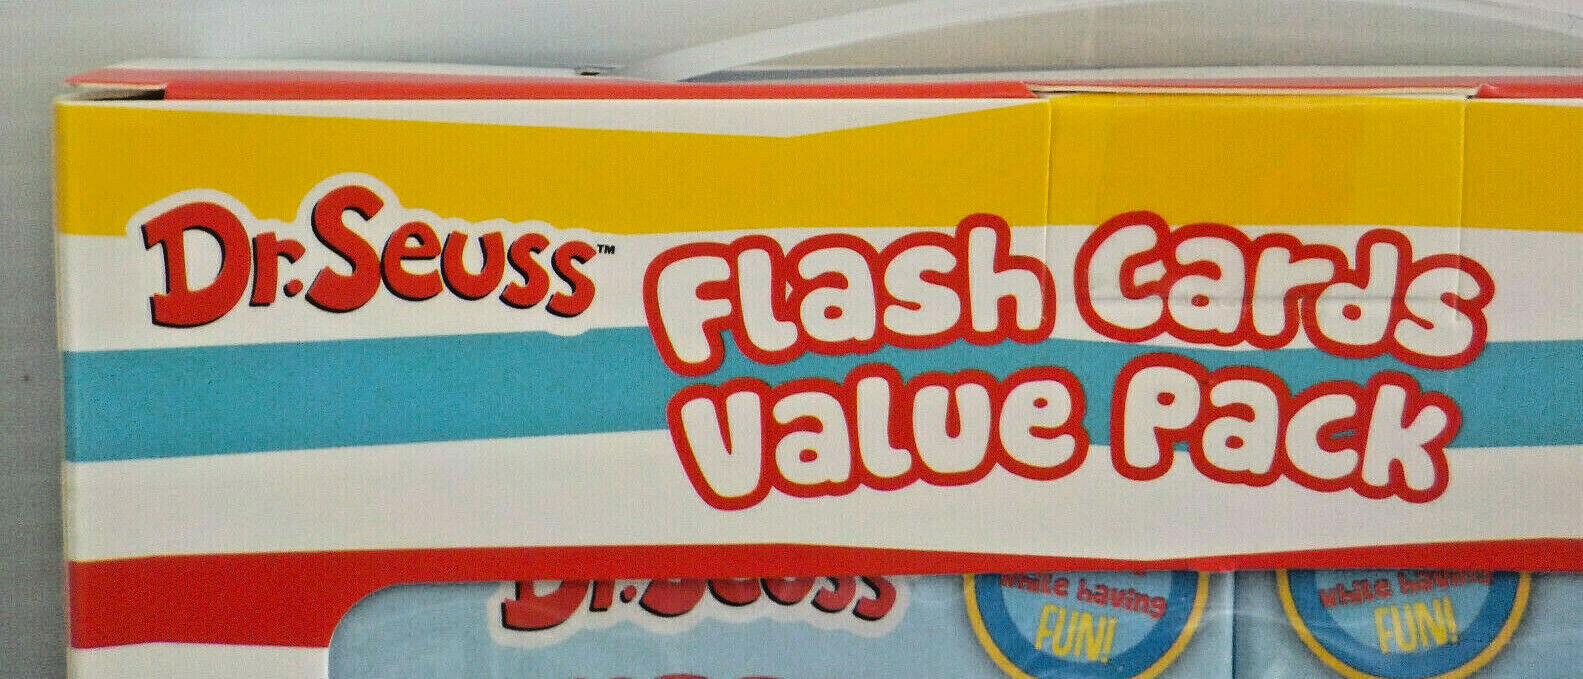 Dr. Seuss™
Flash Cards
Value Pack
Dr. Seuss
while having
FUN!
while having
FUN!